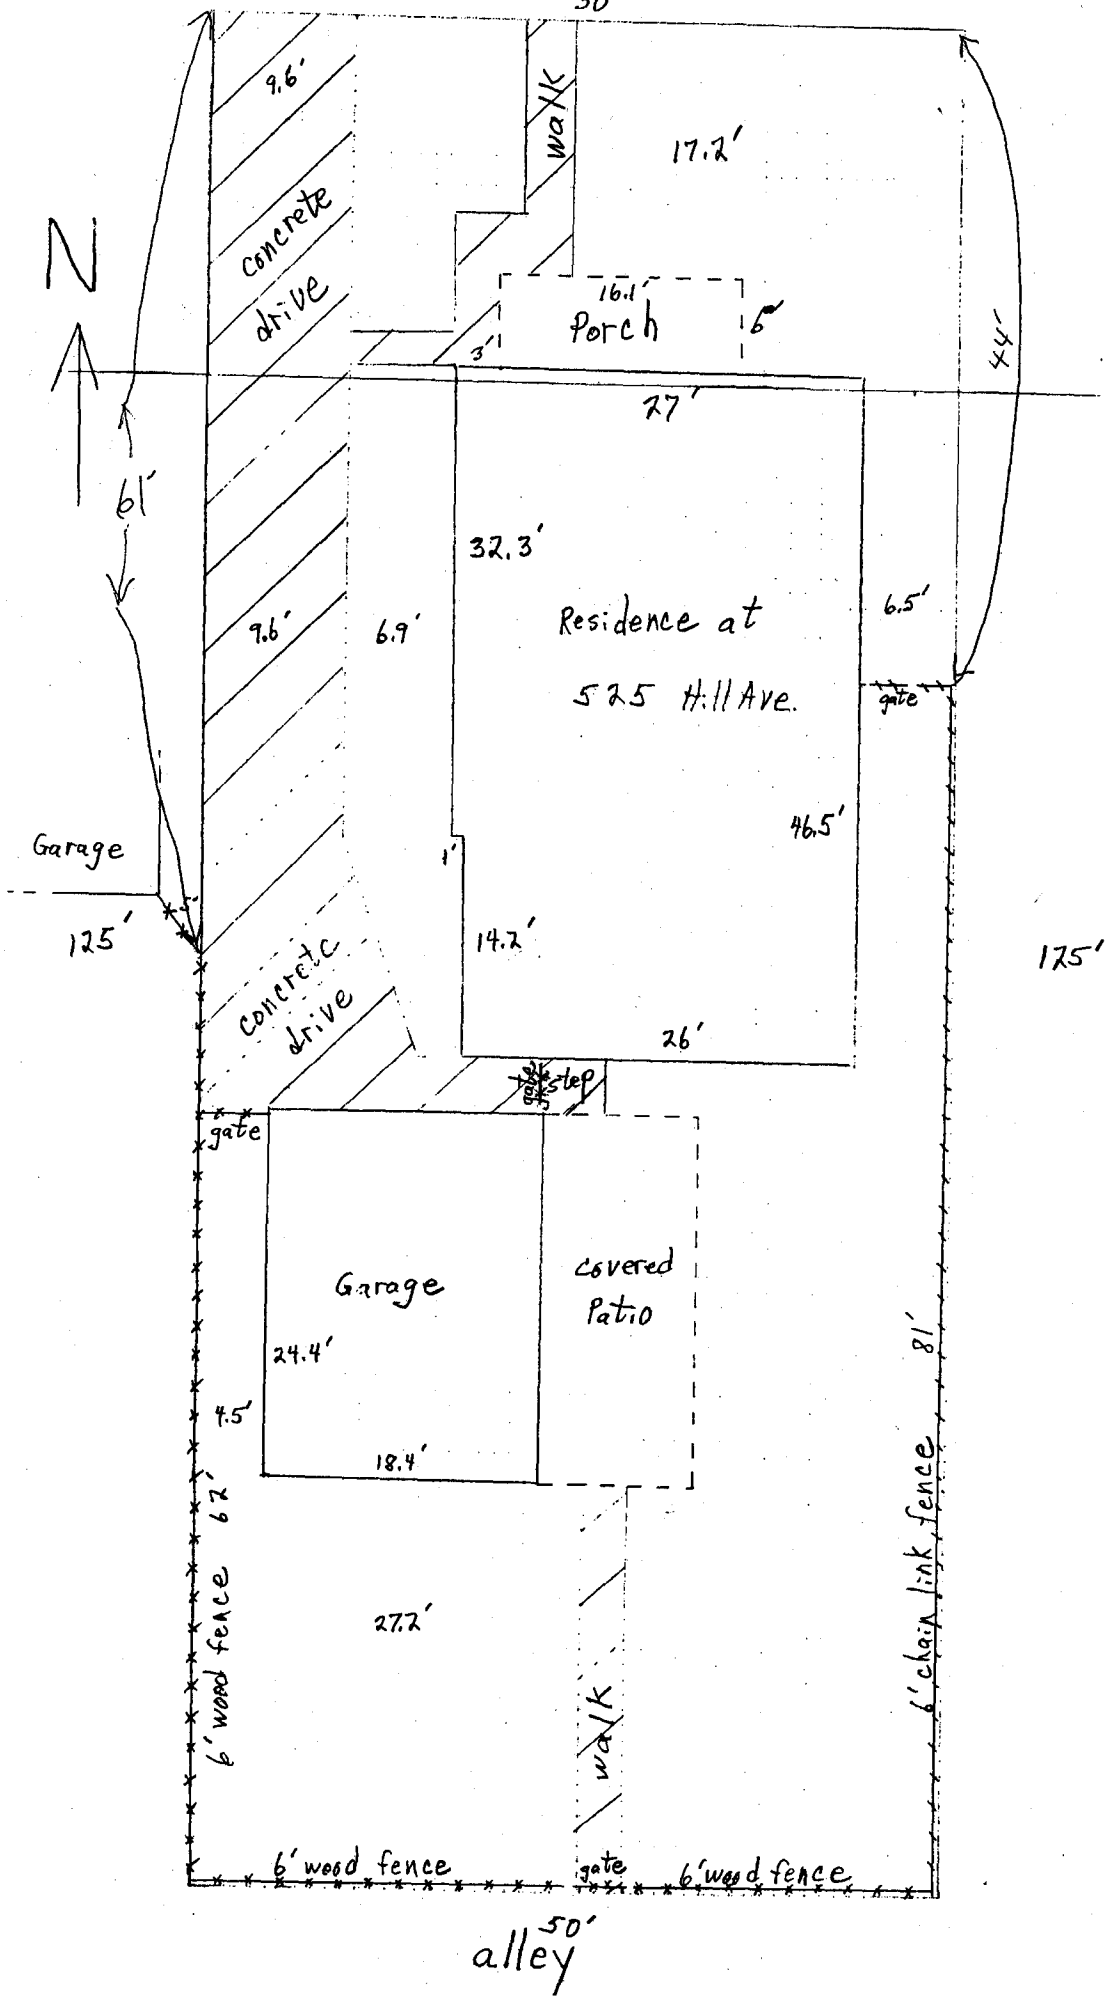 9.6'
walk
17.2'
concrete
drive
N
16.1'
Porch
6'
3'
44'
27'
61'
32.3'
9.6'
6.9'
6.5'
Residence at
525 Hill Ave.
gate
46.5'
Garage
1'
5'
125'
14.2'
125'
concrete
drive
26'
gate
step
gate
Garage
covered
Patio
24.4'
81'
4.5'
18.4'
6' wood fence 62'
6' chain link fence
27.2'
walk
6' wood fence
gate
6' wood fence
50'
alley